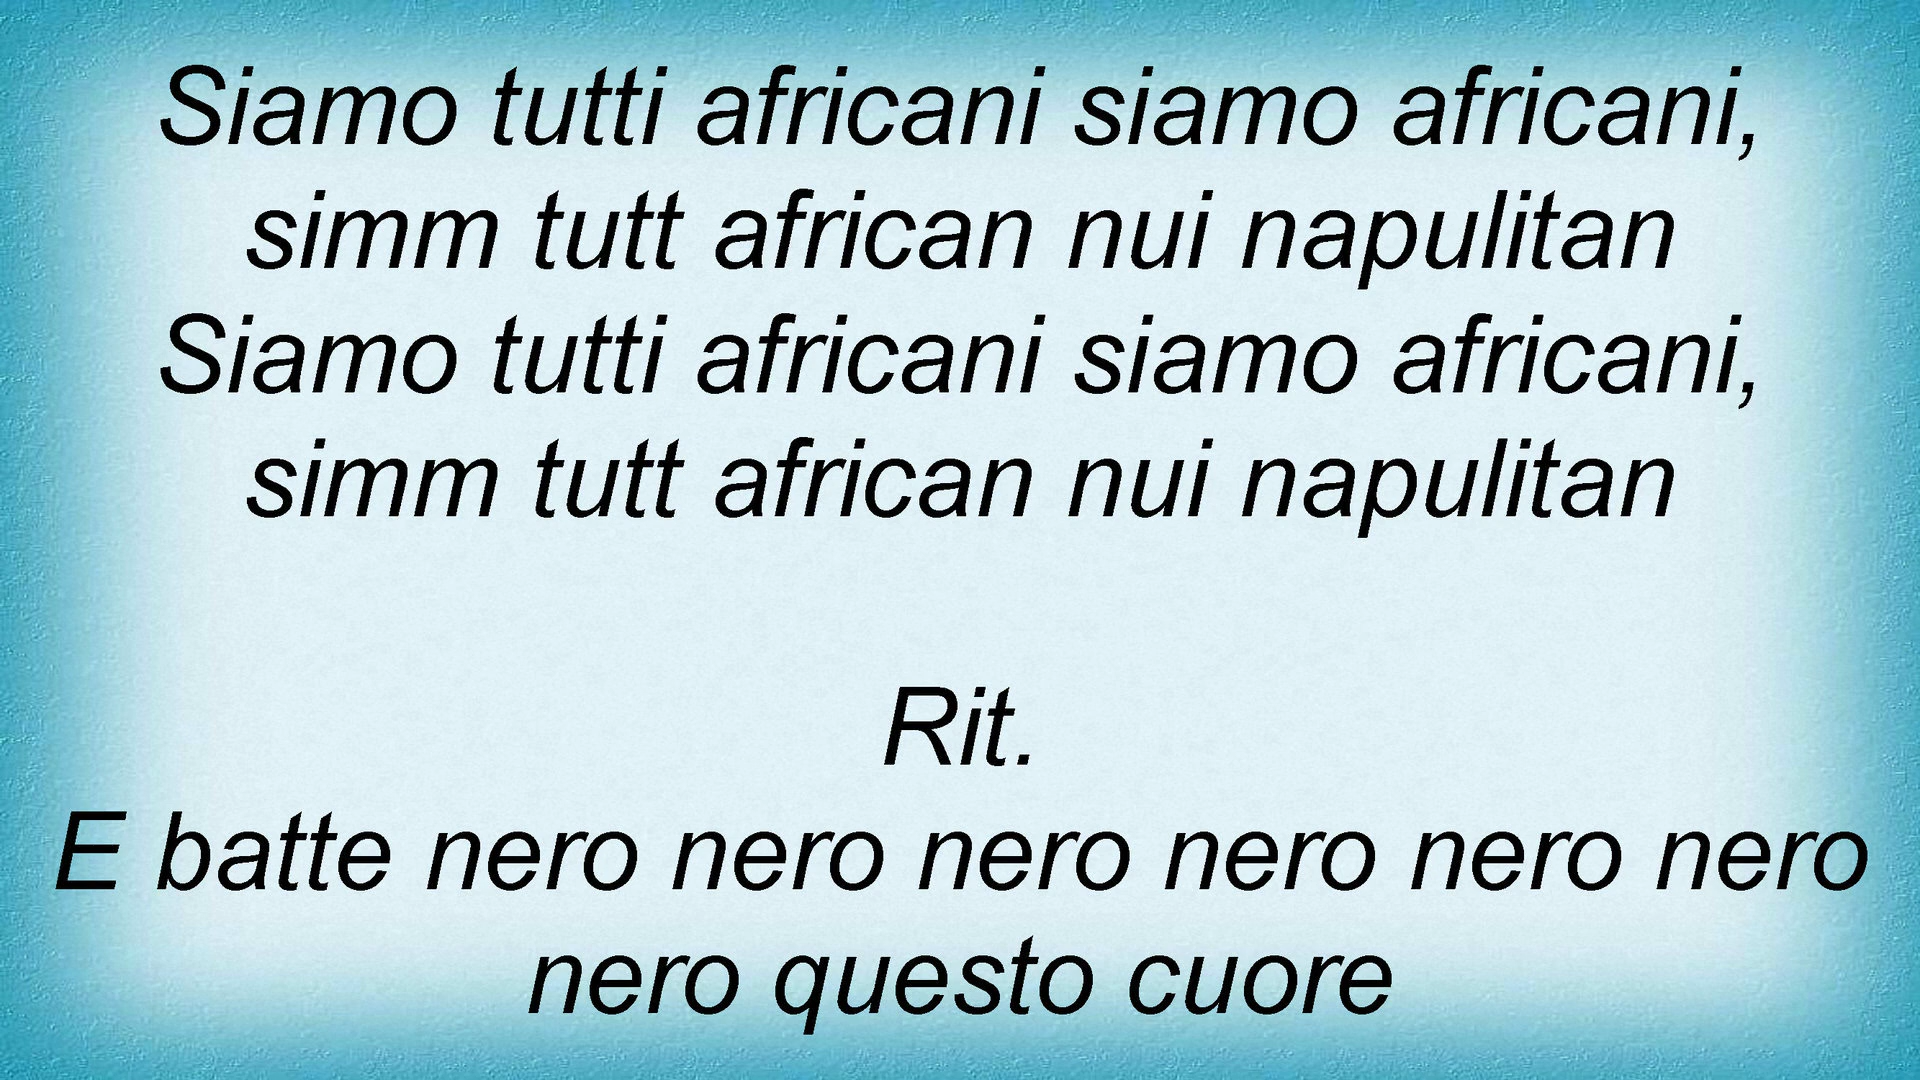 Siamo tutti africani siamo africani,
simm tutt african nui napulitan
Siamo tutti africani siamo africani,
simm tutt african nui napulitan
Rit.
E batte nero nero nero nero nero nero
nero questo cuore